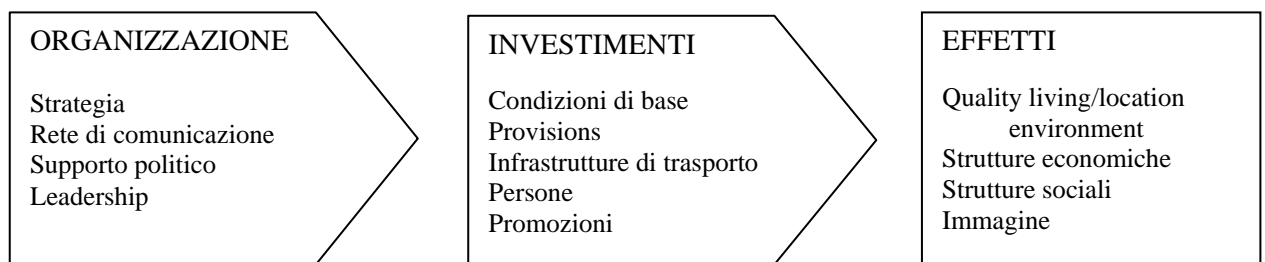 ORGANIZZAZIONE
Strategia
Rete di comunicazione
Supporto politico
Leadership
INVESTIMENTI
Condizioni di base
Provisions
Infrastrutture di trasporto
Persone
Promozioni
EFFETTI
Quality living/location
environment
Strutture economiche
Strutture sociali
Immagine